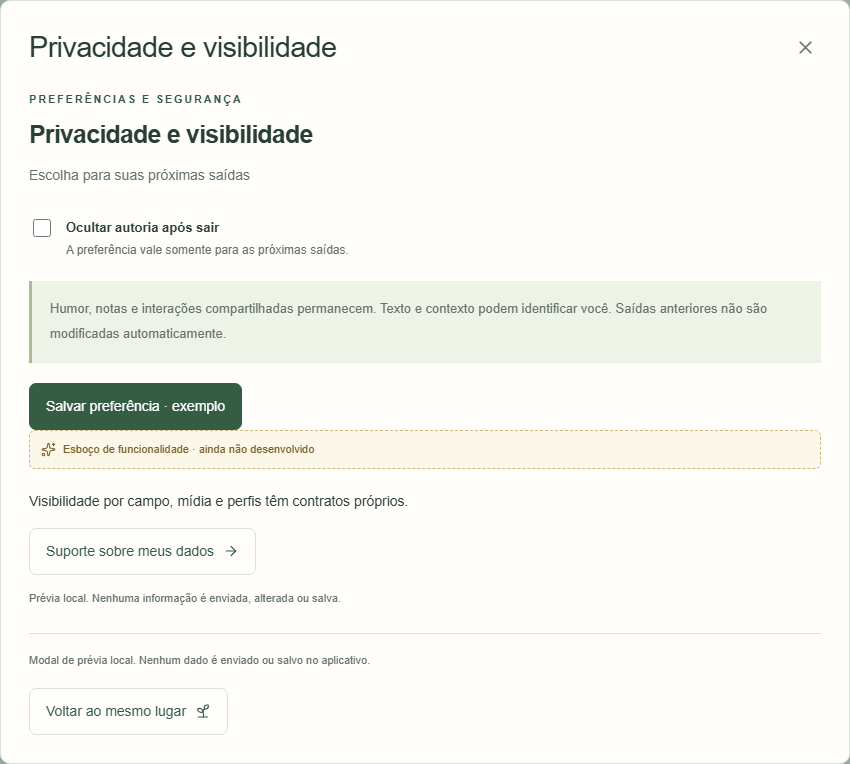 Privacidade e visibilidade
PREFERÊNCIAS E SEGURANÇA
Privacidade e visibilidade
Escolha para suas próximas saídas
Ocultar autoria após sair
A preferência vale somente para as próximas saídas.
Humor, notas e interações compartilhadas permanecem. Texto e contexto podem identificar você. Saídas anteriores não são
modificadas automaticamente.
Salvar preferência · exemplo
Esboço de funcionalidade · ainda não desenvolvido
Visibilidade por campo, mídia e perfis têm contratos próprios.
Suporte sobre meus dados
Prévia local. Nenhuma informação é enviada, alterada ou salva.
Modal de prévia local. Nenhum dado é enviado ou salvo no aplicativo.
Voltar ao mesmo lugar